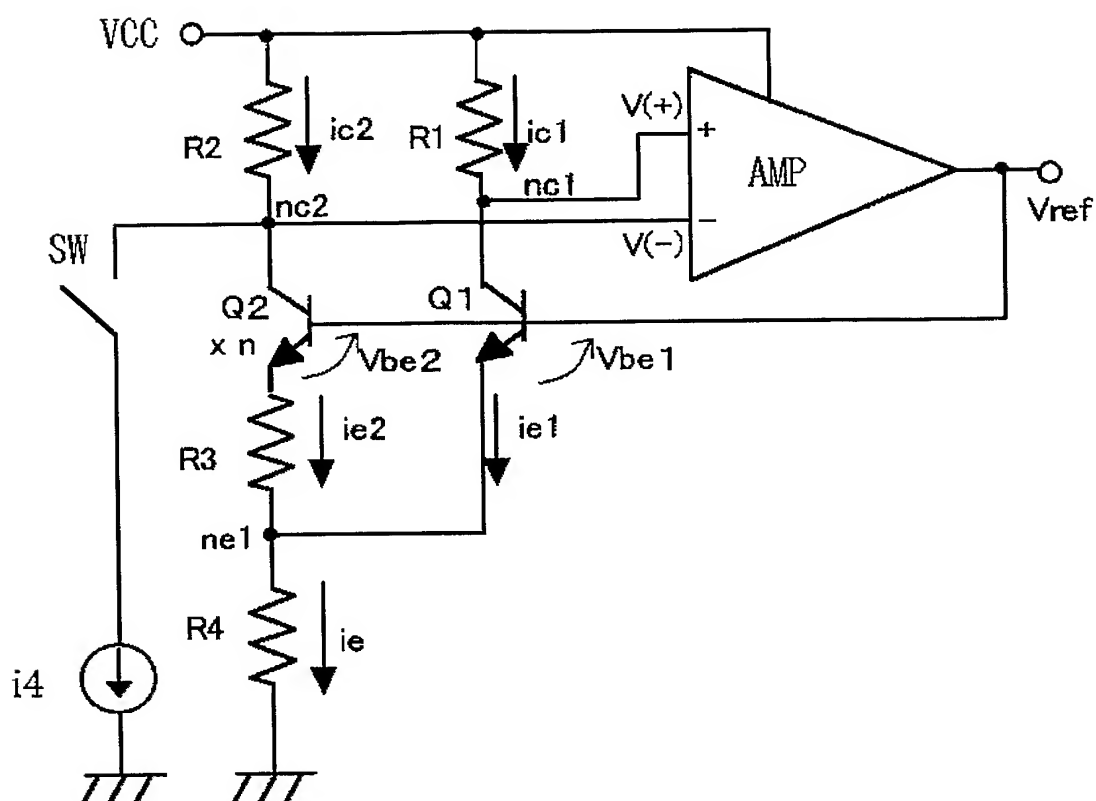 VCC
R2
ic2
R1
ic1
V(+)
+
AMP
nc1
nc2
−
V(−)
Vref
SW
Q2
Q1
x n
Vbe2
Vbe1
R3
ie2
ie1
ne1
R4
ie
i4